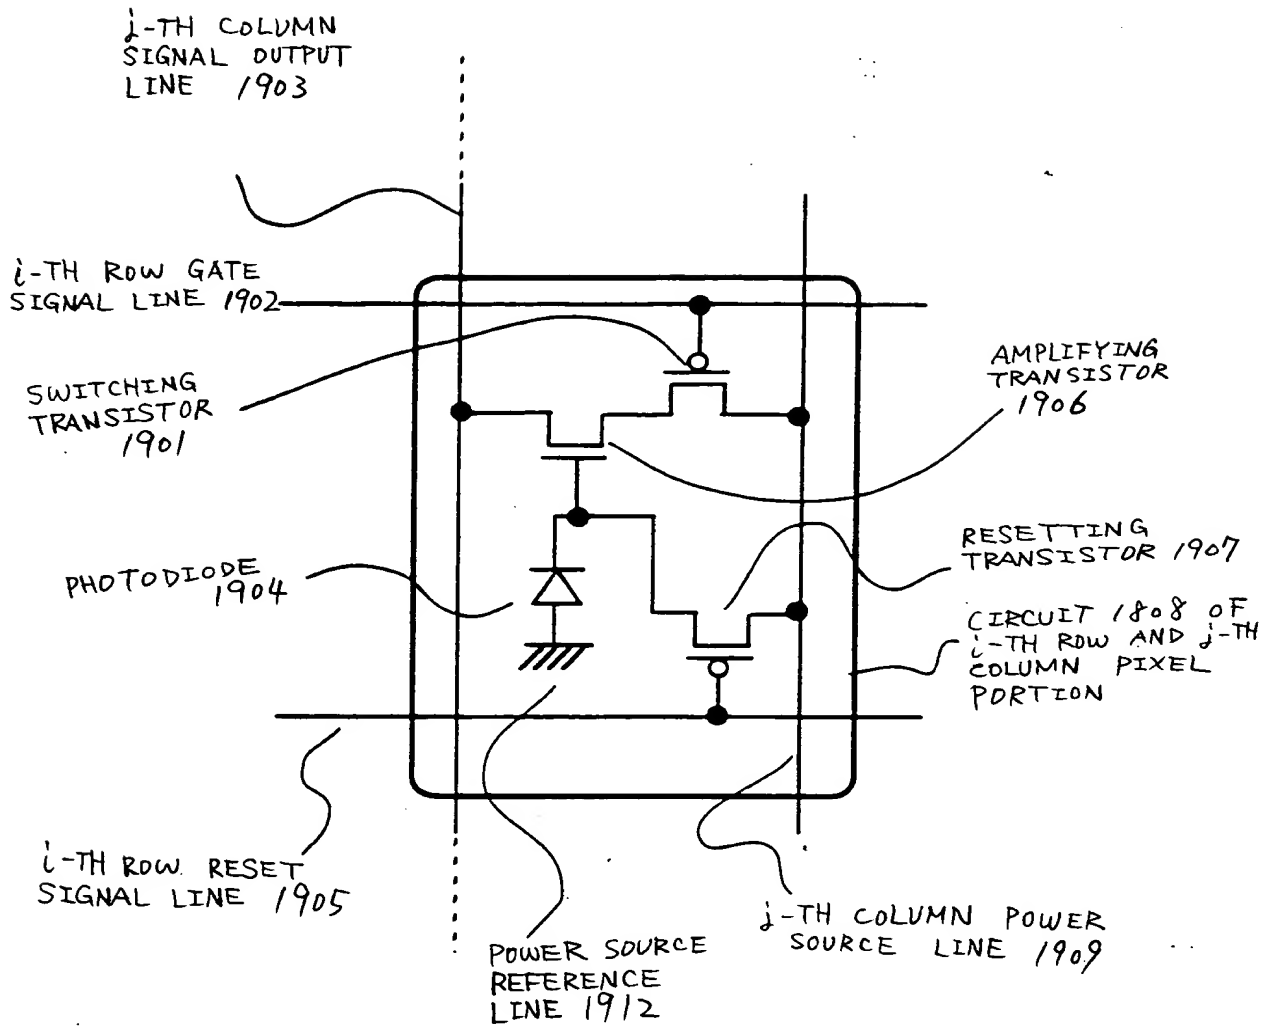 j-TH COLUMN
SIGNAL OUTPUT
LINE 1903
i-TH ROW GATE
SIGNAL LINE 1902
SWITCHING
TRANSISTOR
1901
AMPLIFYING
TRANSISTOR
1906
PHOTODIODE
1904
RESETTING
TRANSISTOR 1907
CIRCUIT 1808 OF
i-TH ROW AND j-TH
COLUMN PIXEL
PORTION
i-TH ROW RESET
SIGNAL LINE 1905
POWER SOURCE
REFERENCE
LINE 1912
j-TH COLUMN POWER
SOURCE LINE 1909